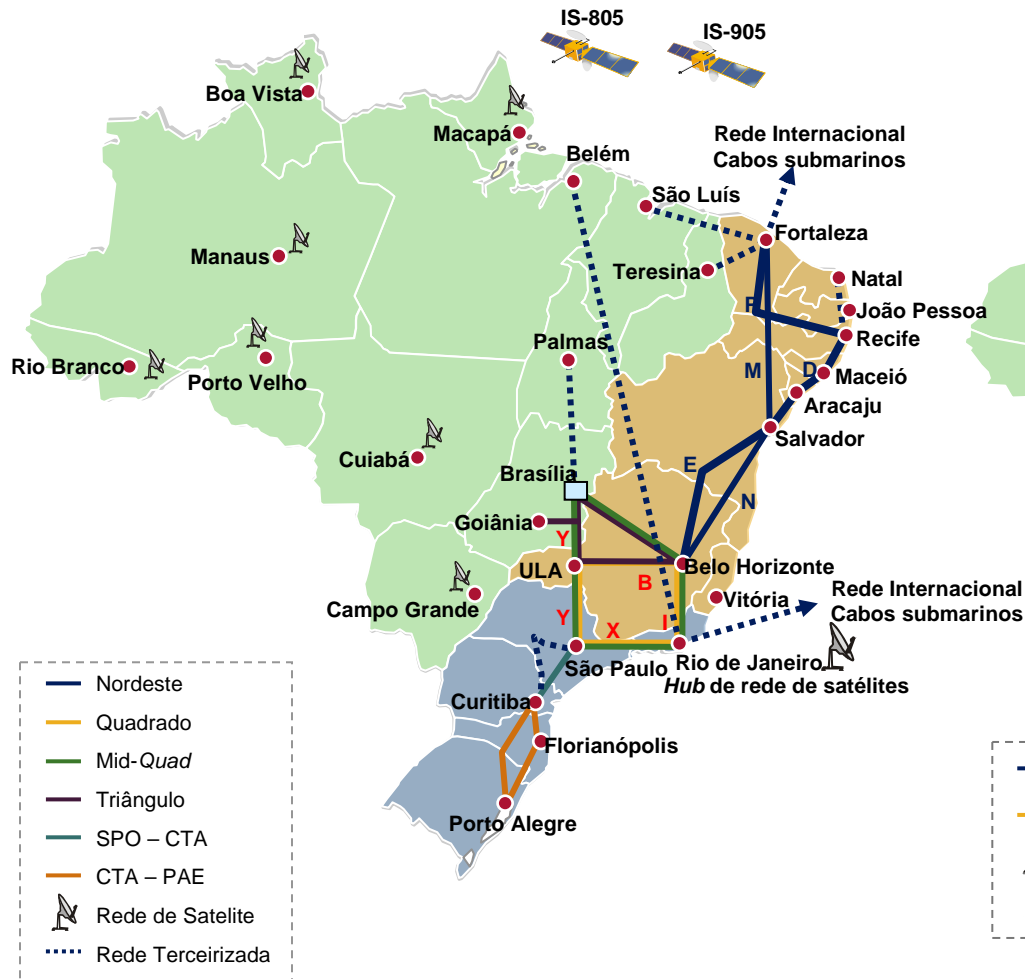 IS-805
IS-905
Boa Vista
Macapá
Belém
Rede Internacional
Cabos submarinos
São Luís
Fortaleza
Manaus
Teresina
Natal
F
João Pessoa
Recife
Palmas
Rio Branco
Porto Velho
M
D
Maceió
Aracaju
Salvador
Cuiabá
E
Brasília
N
Goiânia
Y
ULA
Belo Horizonte
B
Rede Internacional
Cabos submarinos
Campo Grande
Vitória
Y
X
I
São Paulo
Rio de Janeiro
Hub de rede de satélites
Curitiba
Florianópolis
Porto Alegre
Nordeste
Quadrado
Mid-Quad
Triângulo
SPO – CTA
CTA – PAE
Rede de Satelite
Rede Terceirizada